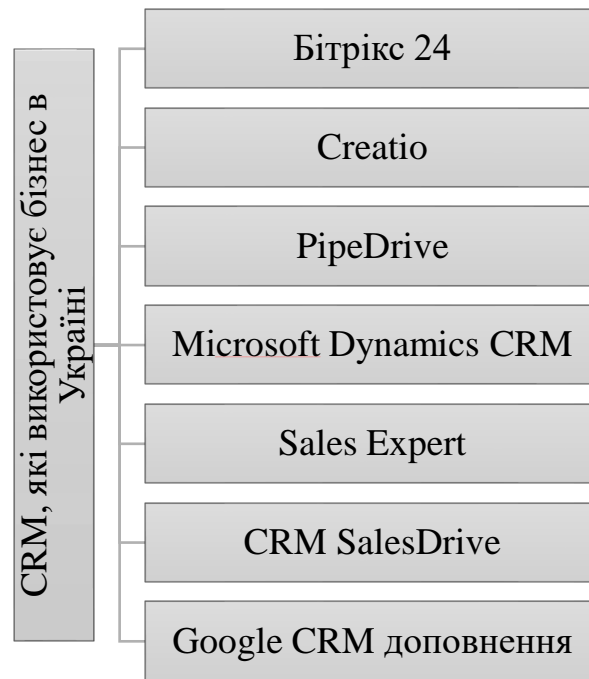 CRM, які використовує бізнес в
Україні
Бітрікс 24
Creatio
PipeDrive
Microsoft Dynamics CRM
Sales Expert
CRM SalesDrive
Google CRM доповнення